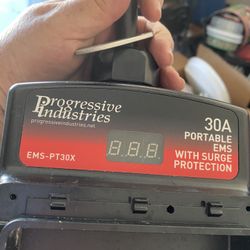 Progressive
Industries
progressiveindustries.net
EMS-PT30X
30A
PORTABLE
EMS
WITH SURGE
PROTECTION